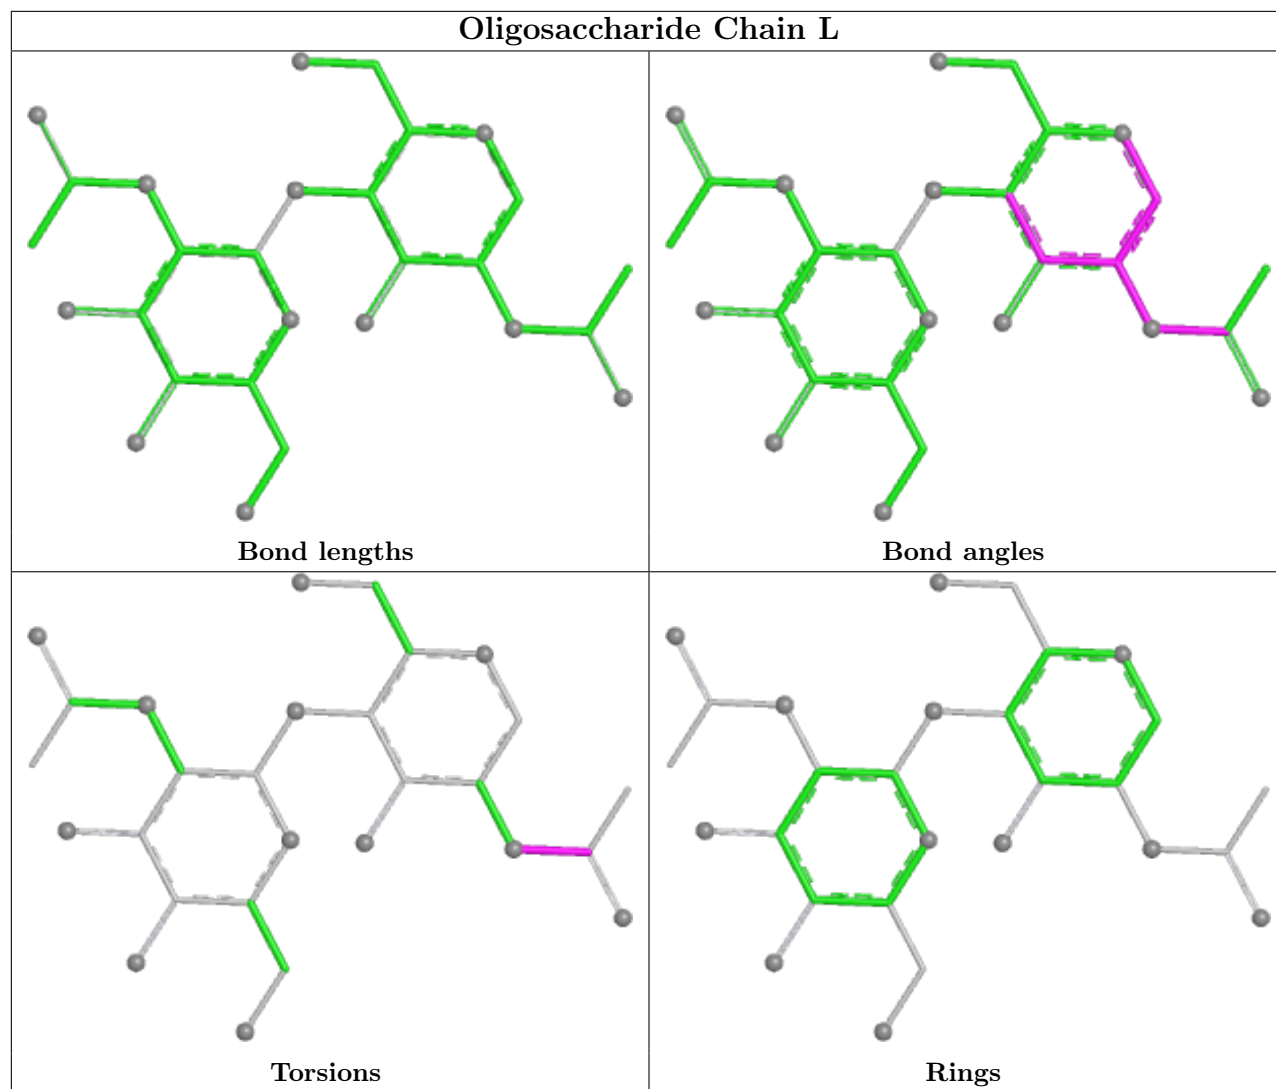 Oligosaccharide Chain L
Bond lengths
Bond angles
Torsions
Rings